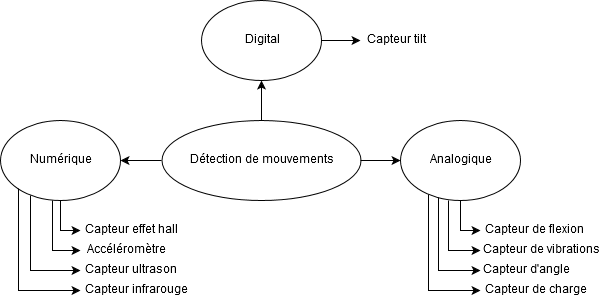 Digital
Capteur tilt
Numérique
Détection de mouvements
Analogique
Capteur effet hall
Accéléromètre
Capteur ultrason
Capteur infrarouge
Capteur de flexion
Capteur de vibrations
Capteur d'angle
Capteur de charge